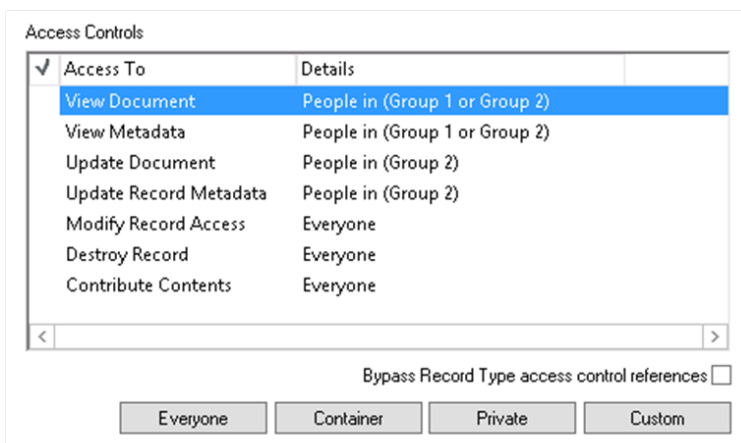 Access Controls
Access To Details
View Document People in (Group 1 or Group 2)
View Metadata People in (Group 1 or Group 2)
Update Document People in (Group 2)
Update Record Metadata People in (Group 2)
Modify Record Access Everyone
Destroy Record Everyone
Contribute Contents Everyone
Bypass Record Type access control references
Everyone Container Private Custom